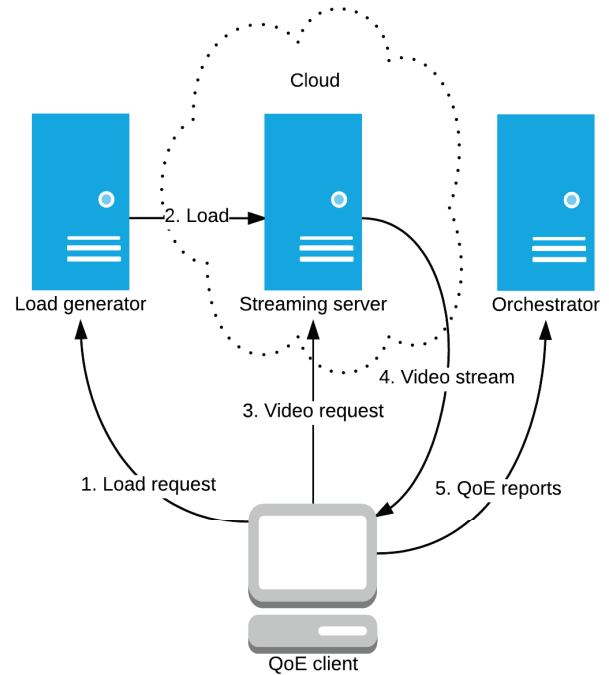 Cloud
2. Load
Load generator
Streaming server
Orchestrator
4. Video stream
3. Video request
1. Load request
5. QoE reports
QoE client